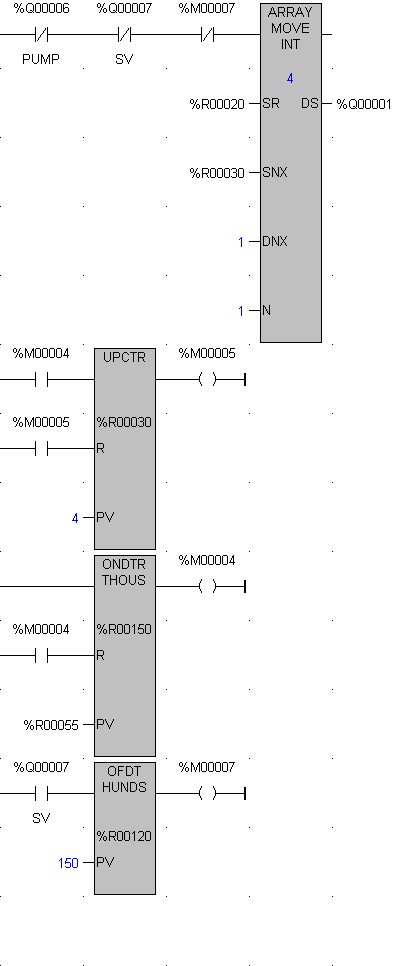 %Q00006 %Q00007 %M00007 ARRAY
MOVE
INT
PUMP SV
4
%R00020 SR DS %Q00001
%R00030 SNX
1 DNX
1 N
%M00004 UPCTR %M00005
%M00005 %R00030
R
4 PV
ONDTR %M00004
THOUS
%M00004 %R00150
R
%R00055 PV
%Q00007 OFDT %M00007
HUNDS
SV
%R00120
150 PV